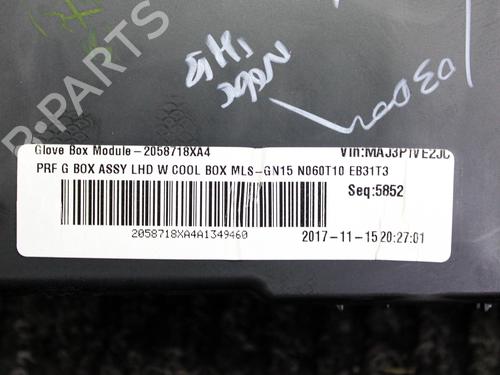 Glove Box Module-2058718XA4 Vin:MAJ3P1VE2JC
PRF G BOX ASSY LHD W COOL BOX MLS-GN15 N060T10 EB31T3
Seq:5852
2058718XA4A1349460 2017-11-15 20:27:01
B-PARTS